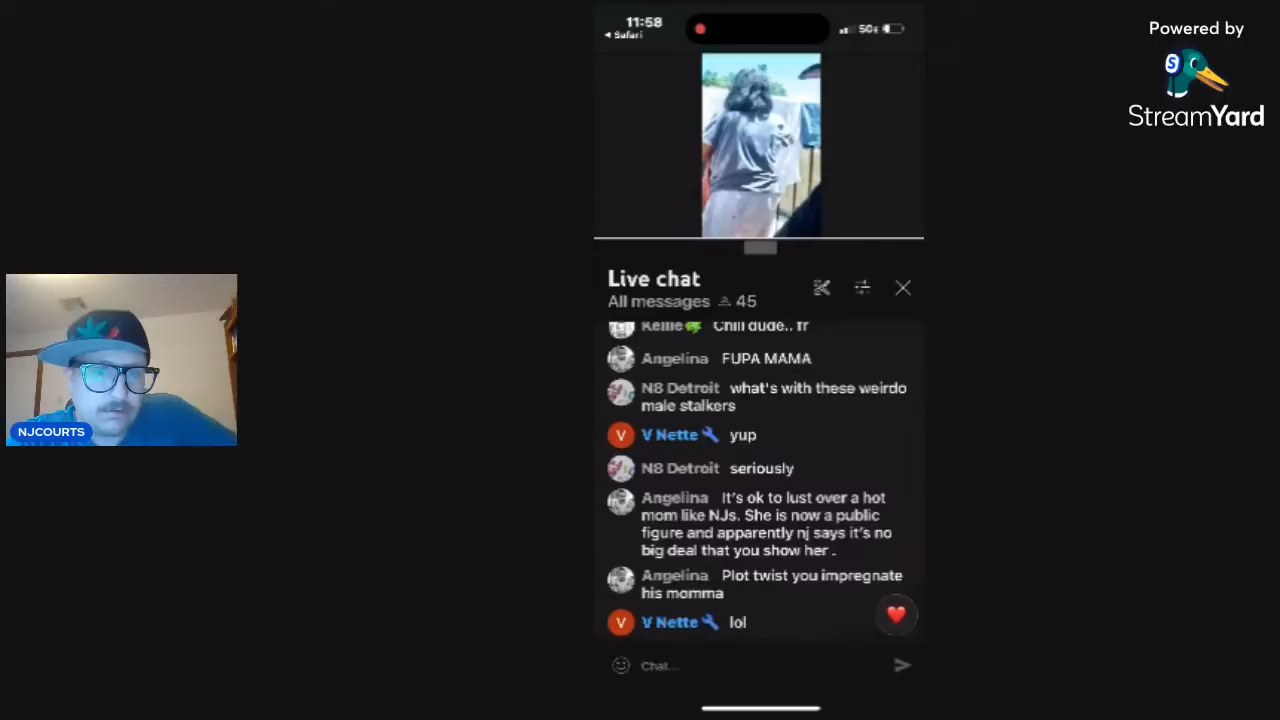 11:58
5G
Safari
Powered by
S
StreamYard
Live chat
All messages 45
Kellie Chill dude.. fr
Angelina FUPA MAMA
N8 Detroit what's with these weirdo
male stalkers
V V Nette yup
N8 Detroit seriously
Angelina It's ok to lust over a hot
mom like NJs. She is now a public
figure and apparently nj says it's no
big deal that you show her .
Angelina Plot twist you impregnate
his momma
V V Nette lol
Chat...
NJCOURTS